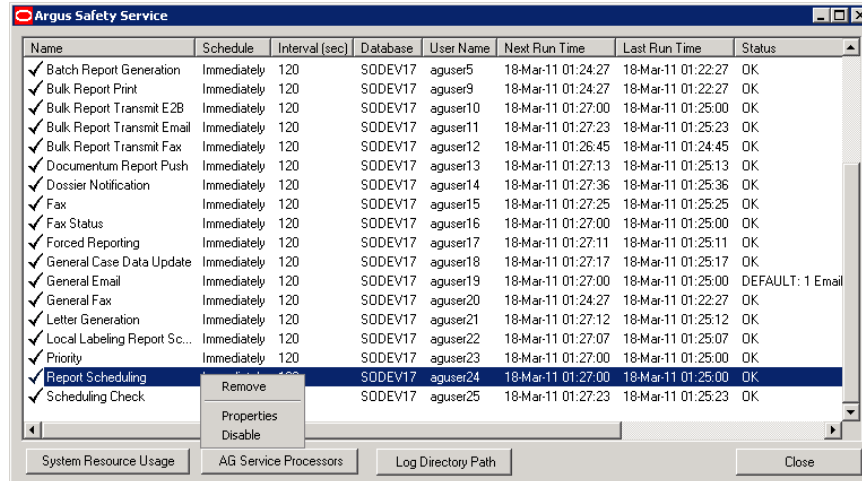 Argus Safety Service
Name Schedule Interval (sec) Database User Name Next Run Time Last Run Time Status
Batch Report Generation Immediately 120 SODEV17 aguser5 18-Mar-11 01:24:27 18-Mar-11 01:22:27 OK
Bulk Report Print Immediately 120 SODEV17 aguser9 18-Mar-11 01:24:27 18-Mar-11 01:22:27 OK
Bulk Report Transmit E2B Immediately 120 SODEV17 aguser10 18-Mar-11 01:27:00 18-Mar-11 01:25:00 OK
Bulk Report Transmit Email Immediately 120 SODEV17 aguser11 18-Mar-11 01:27:23 18-Mar-11 01:25:23 OK
Bulk Report Transmit Fax Immediately 120 SODEV17 aguser12 18-Mar-11 01:26:45 18-Mar-11 01:24:45 OK
Documentum Report Push Immediately 120 SODEV17 aguser13 18-Mar-11 01:27:13 18-Mar-11 01:25:13 OK
Dossier Notification Immediately 120 SODEV17 aguser14 18-Mar-11 01:27:36 18-Mar-11 01:25:36 OK
Fax Immediately 120 SODEV17 aguser15 18-Mar-11 01:27:25 18-Mar-11 01:25:25 OK
Fax Status Immediately 120 SODEV17 aguser16 18-Mar-11 01:27:00 18-Mar-11 01:25:00 OK
Forced Reporting Immediately 120 SODEV17 aguser17 18-Mar-11 01:27:11 18-Mar-11 01:25:11 OK
General Case Data Update Immediately 120 SODEV17 aguser18 18-Mar-11 01:27:17 18-Mar-11 01:25:17 OK
General Email Immediately 120 SODEV17 aguser19 18-Mar-11 01:27:00 18-Mar-11 01:25:00 DEFAULT: 1 Email
General Fax Immediately 120 SODEV17 aguser20 18-Mar-11 01:24:27 18-Mar-11 01:22:27 OK
Letter Generation Immediately 120 SODEV17 aguser21 18-Mar-11 01:27:12 18-Mar-11 01:25:12 OK
Local Labeling Report Sc... Immediately 120 SODEV17 aguser22 18-Mar-11 01:27:07 18-Mar-11 01:25:07 OK
Priority Immediately 120 SODEV17 aguser23 18-Mar-11 01:27:00 18-Mar-11 01:25:00 OK
Report Scheduling SODEV17 aguser24 18-Mar-11 01:27:00 18-Mar-11 01:25:00 OK
Scheduling Check SODEV17 aguser25 18-Mar-11 01:27:23 18-Mar-11 01:25:23 OK
Remove
Properties
Disable
System Resource Usage AG Service Processors Log Directory Path Close